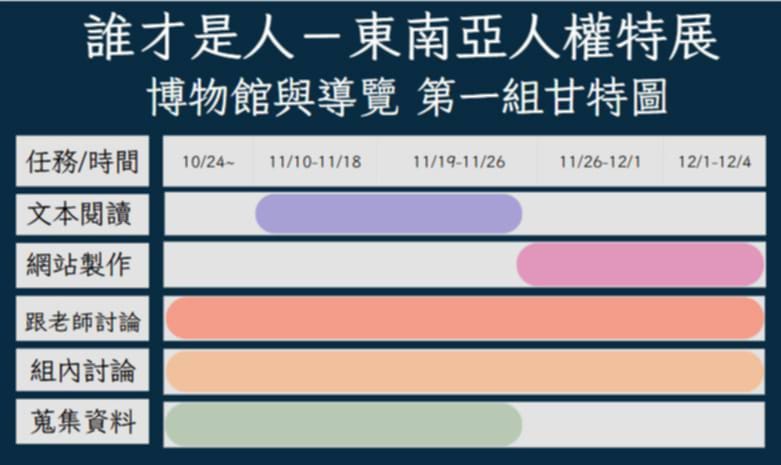 誰才是人－東南亞人權特展
博物館與導覽 第一組甘特圖
任務/時間 10/24~ 11/10-11/18 11/19-11/26 11/26-12/1 12/1-12/4
文本閱讀
網站製作
跟老師討論
組內討論
蒐集資料